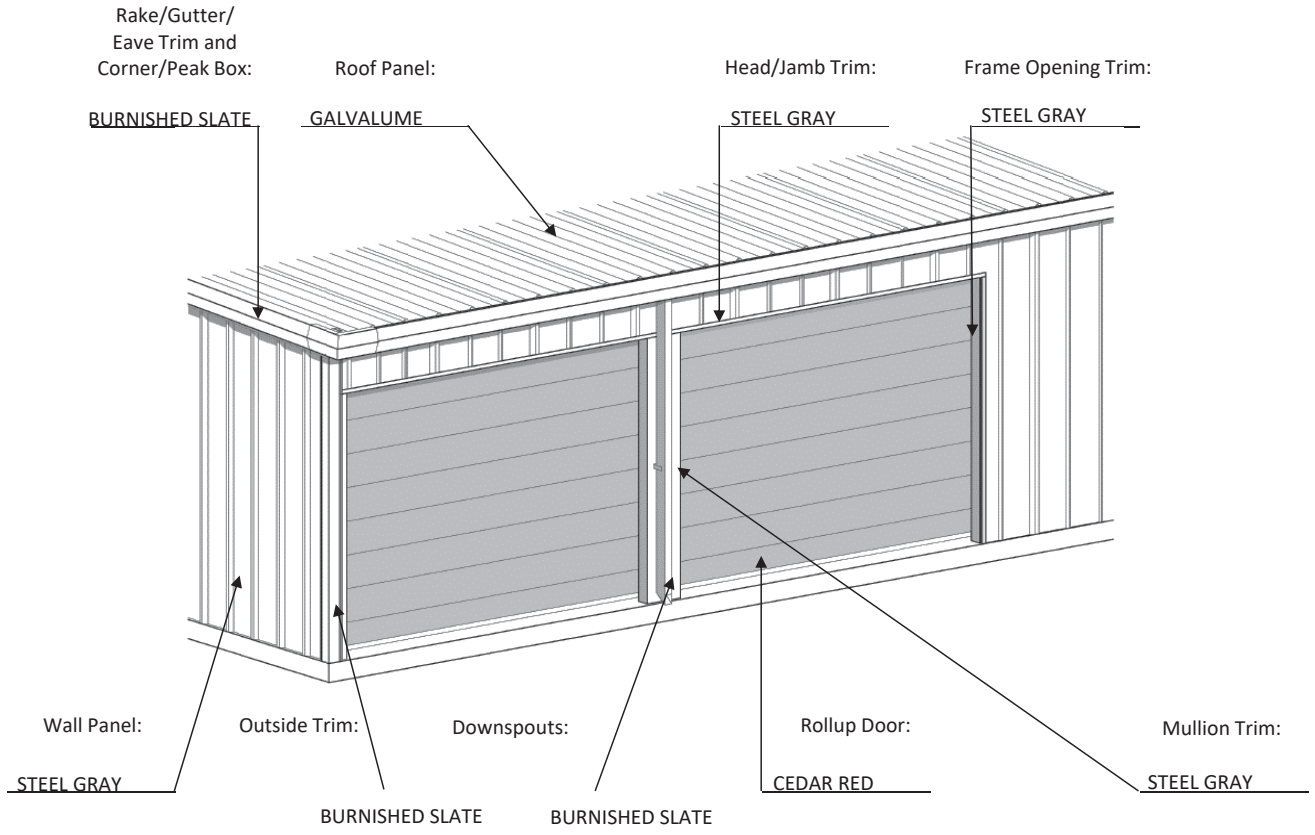 Rake/Gutter/
Eave Trim and
Corner/Peak Box:
BURNISHED SLATE
Roof Panel:
GALVALUME
Head/Jamb Trim:
STEEL GRAY
Frame Opening Trim:
STEEL GRAY
Wall Panel:
STEEL GRAY
Outside Trim:
BURNISHED SLATE
Downspouts:
BURNISHED SLATE
Rollup Door:
CEDAR RED
Mullion Trim:
STEEL GRAY